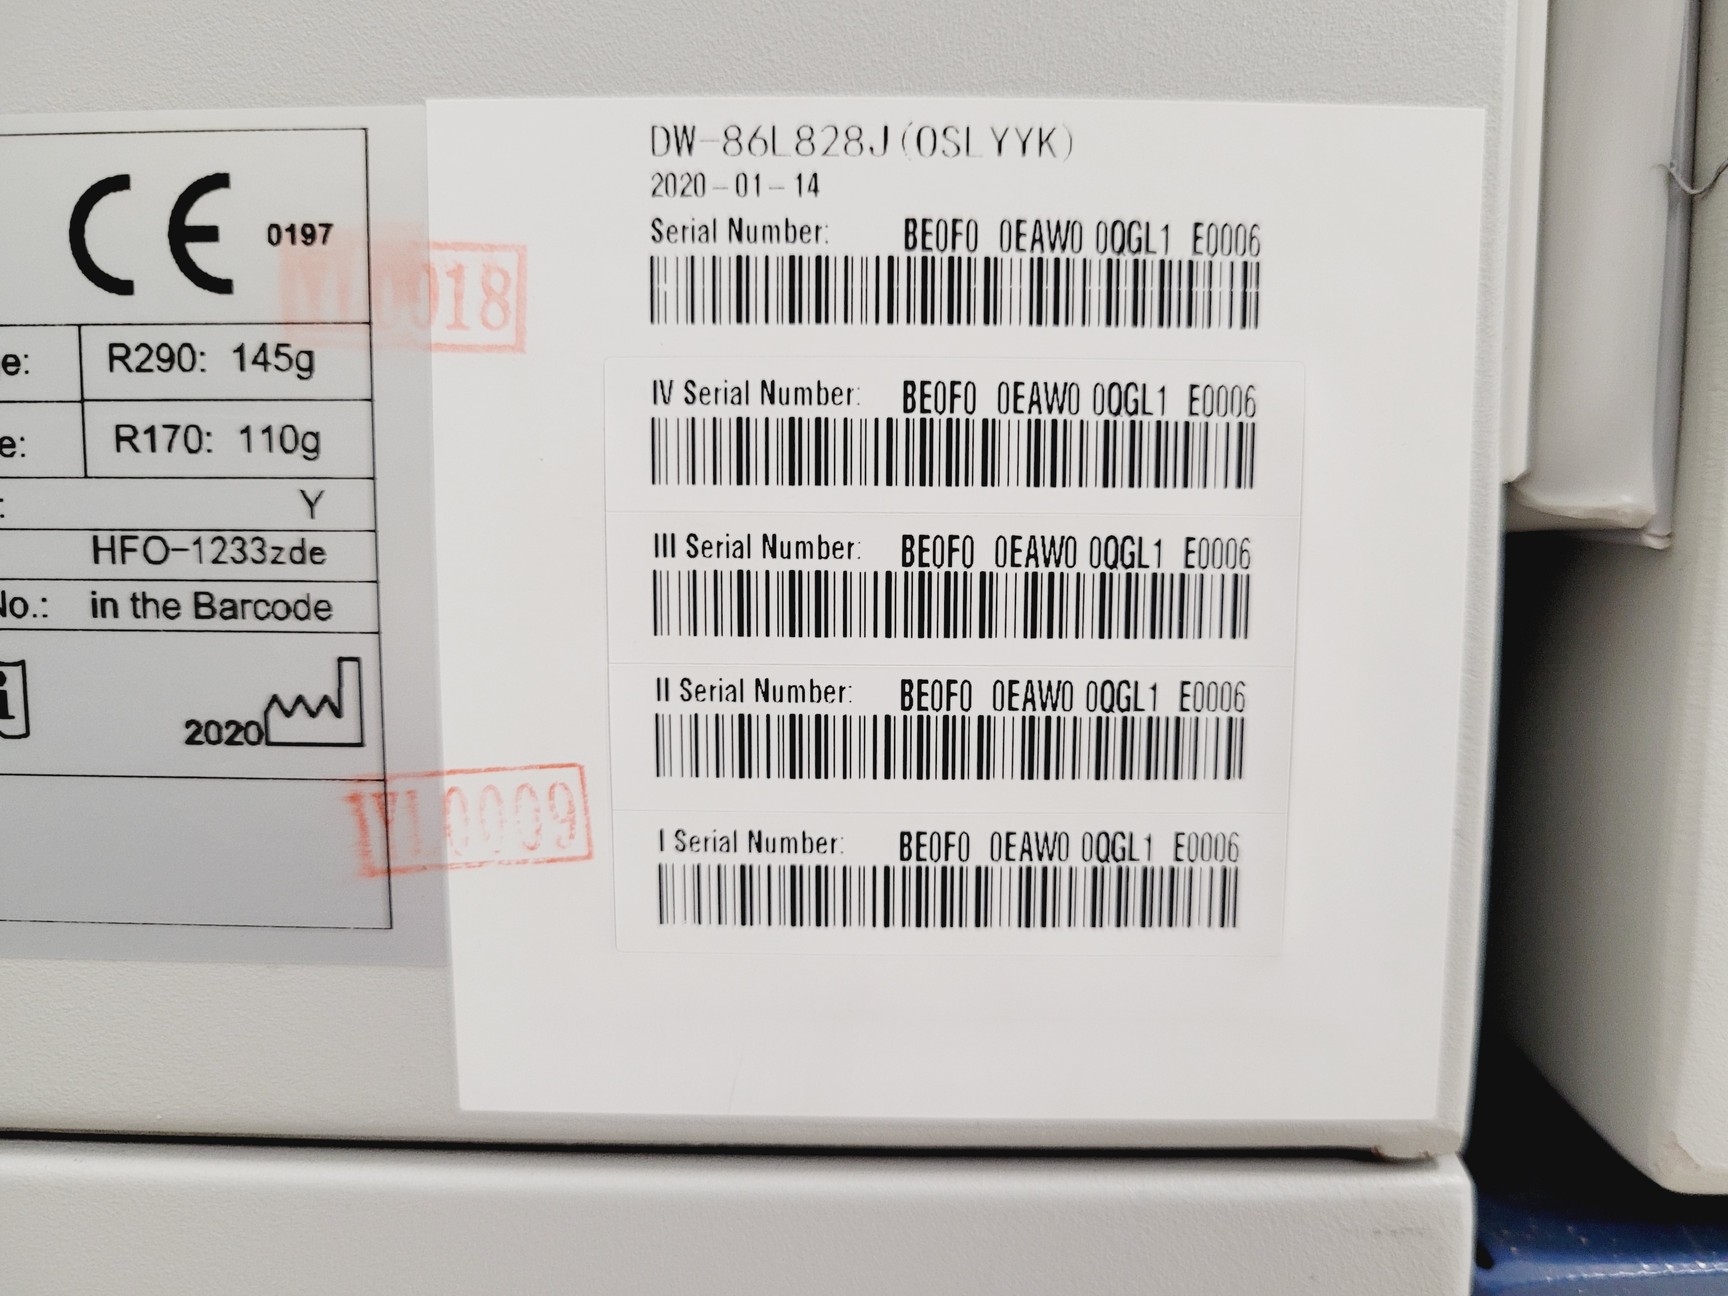 CE 0197
e: R290: 145g
e: R170: 110g
: Y
HFO-1233zde
No.: in the Barcode
i
2020
YL0018
YL0009
DW-86L828J(0SLYYK)
2020-01-14
Serial Number: BE0F0 0EAW0 0QGL1 E0006
IV Serial Number: BE0F0 0EAW0 0QGL1 E0006
III Serial Number: BE0F0 0EAW0 0QGL1 E0006
II Serial Number: BE0F0 0EAW0 0QGL1 E0006
I Serial Number: BE0F0 0EAW0 0QGL1 E0006